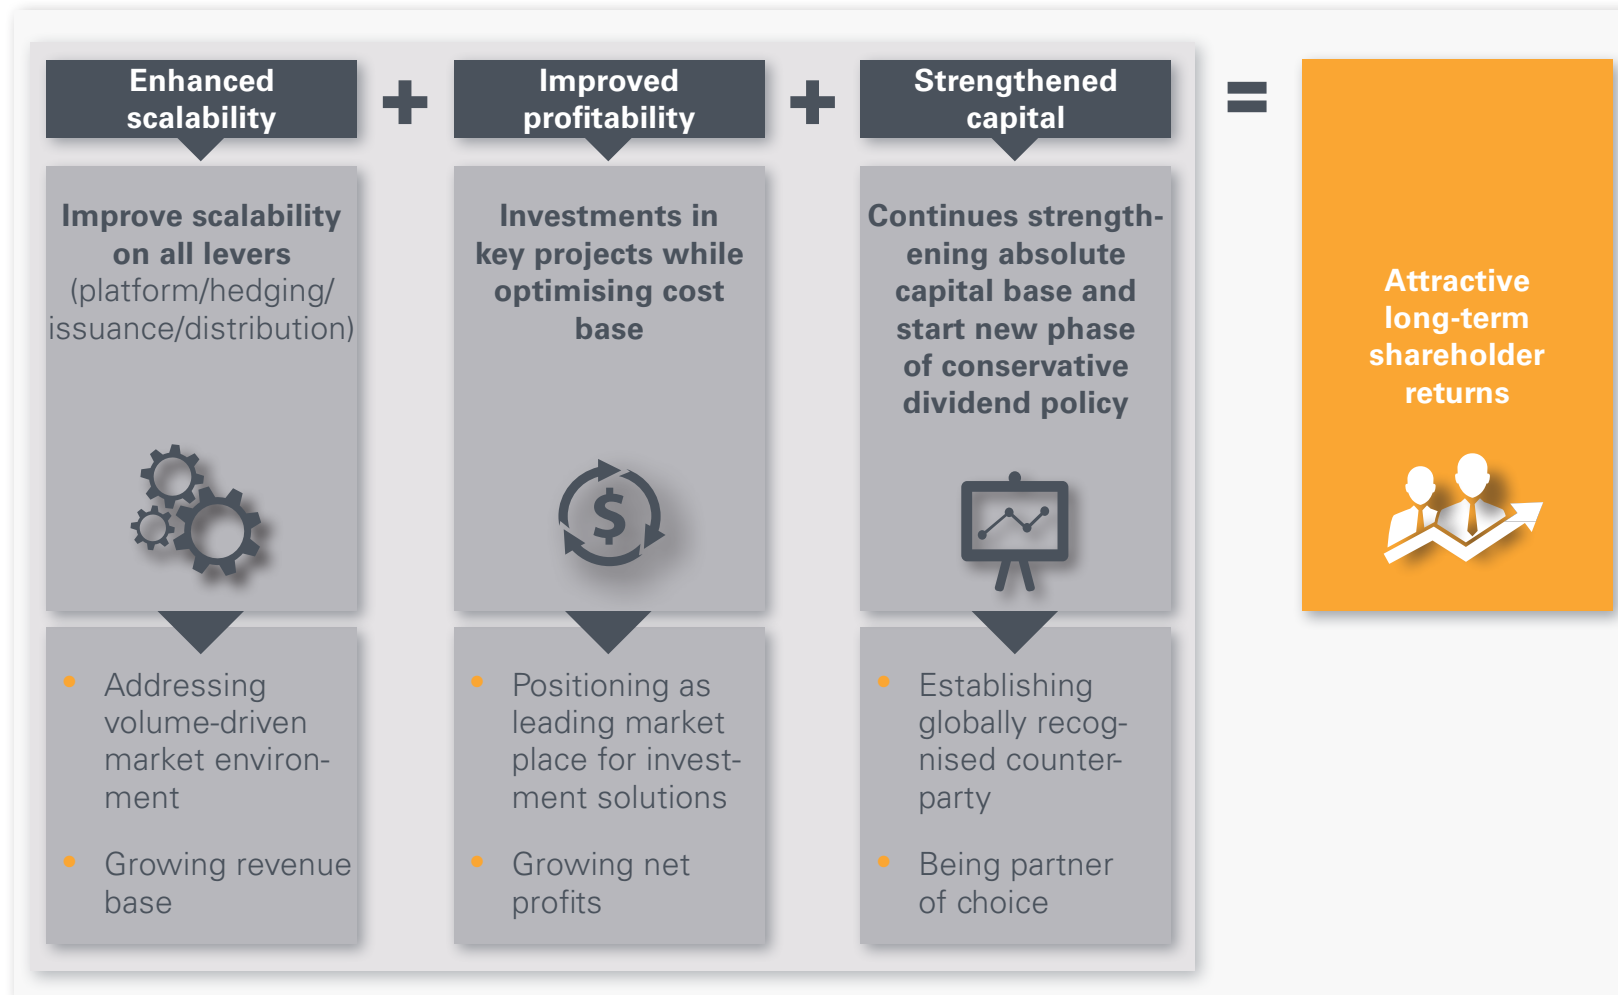 Enhanced
scalability
+
Improved
profitability
+
Strengthened
capital
=
Improve scalability
on all levers
(platform/hedging/
issuance/distribution)
Investments in
key projects while
optimising cost
base
Continues strength-
ening absolute
capital base and
start new phase
of conservative
dividend policy
Attractive
long-term
shareholder
returns
$
• Addressing
volume-driven
market environ-
ment
• Growing revenue
base
• Positioning as
leading market
place for invest-
ment solutions
• Growing net
profits
• Establishing
globally recog-
nised counter-
party
• Being partner
of choice